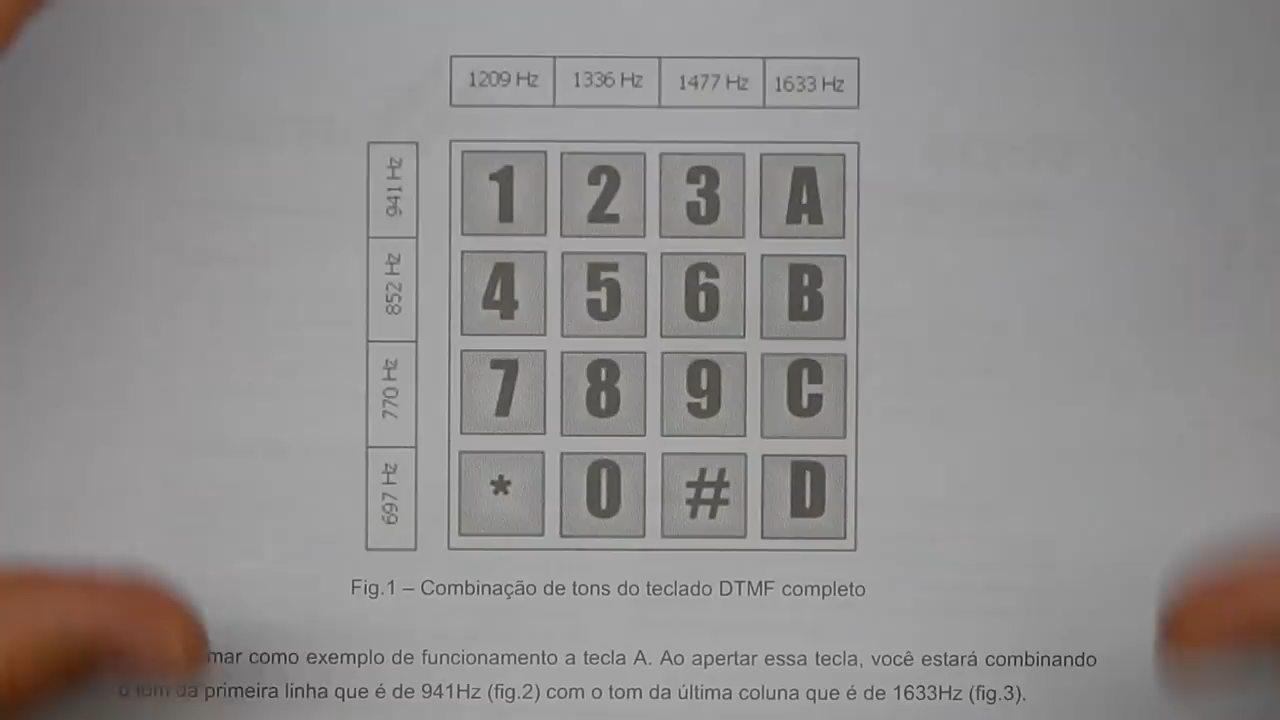 1209 Hz 1336 Hz 1477 Hz 1633 Hz
941 Hz 1 2 3 A
852 Hz 4 5 6 B
770 Hz 7 8 9 C
697 Hz * 0 # D
Fig.1 – Combinação de tons do teclado DTMF completo
como exemplo de funcionamento a tecla A. Ao apertar essa tecla, você estará combinando
o tom da primeira linha que é de 941Hz (fig.2) com o tom da última coluna que é de 1633Hz (fig.3).